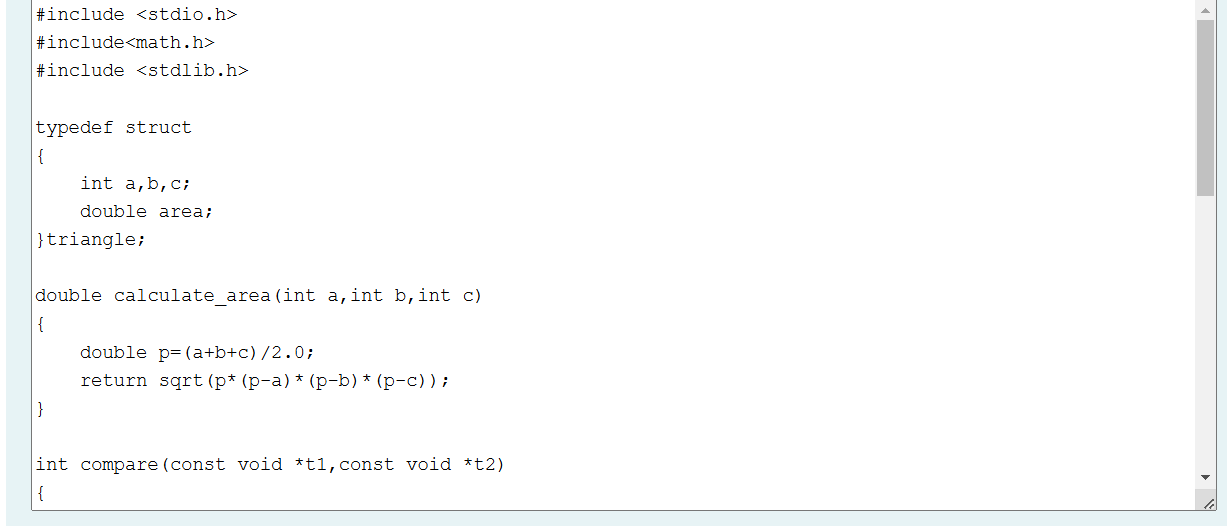 #include <stdio.h>
#include<math.h>
#include <stdlib.h>
typedef struct
{
    int a,b,c;
    double area;
}triangle;
double calculate_area(int a,int b,int c)
{
    double p=(a+b+c)/2.0;
    return sqrt(p*(p-a)*(p-b)*(p-c));
}
int compare(const void *t1,const void *t2)
{